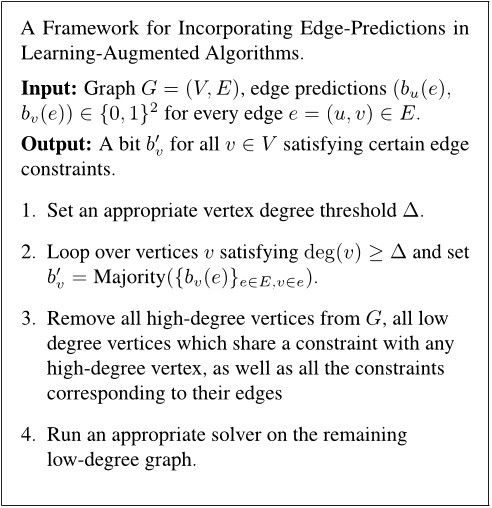 A Framework for Incorporating Edge-Predictions in
Learning-Augmented Algorithms.
Input: Graph G = (V, E), edge predictions (b_u(e),
b_v(e)) ∈ {0, 1}^2 for every edge e = (u, v) ∈ E.
Output: A bit b'_v for all v ∈ V satisfying certain edge
constraints.
1. Set an appropriate vertex degree threshold Δ.
2. Loop over vertices v satisfying deg(v) ≥ Δ and set
b'_v = Majority({b_v(e)}_{e∈E,v∈e}).
3. Remove all high-degree vertices from G, all low
degree vertices which share a constraint with any
high-degree vertex, as well as all the constraints
corresponding to their edges
4. Run an appropriate solver on the remaining
low-degree graph.